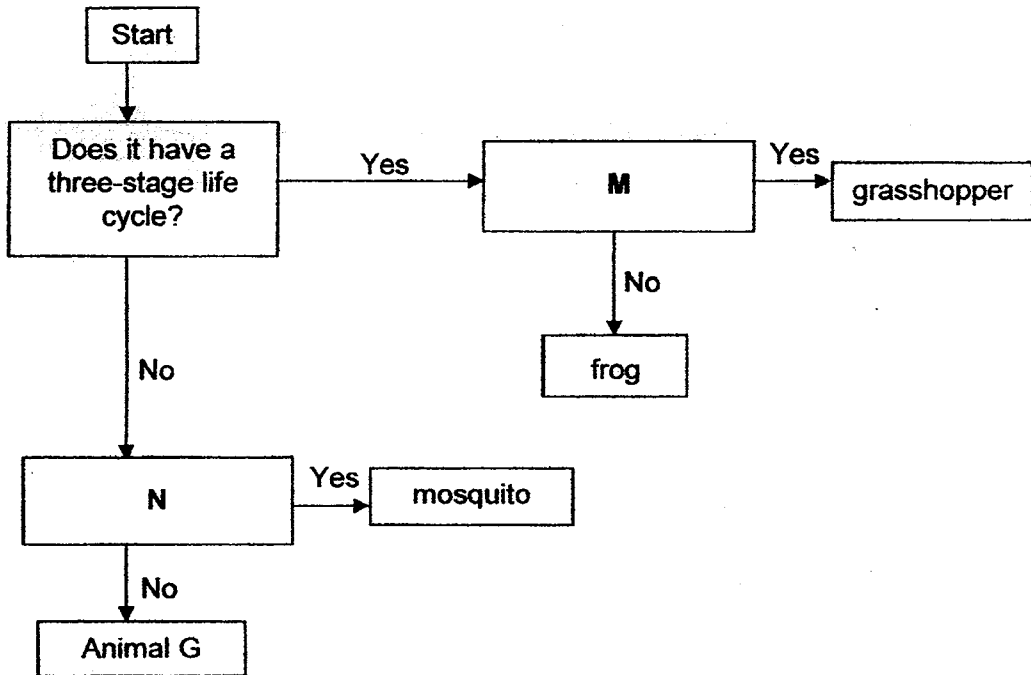 Start
Does it have a
three-stage life
cycle?
Yes
M
Yes
grasshopper
No
frog
No
N
Yes
mosquito
No
Animal G